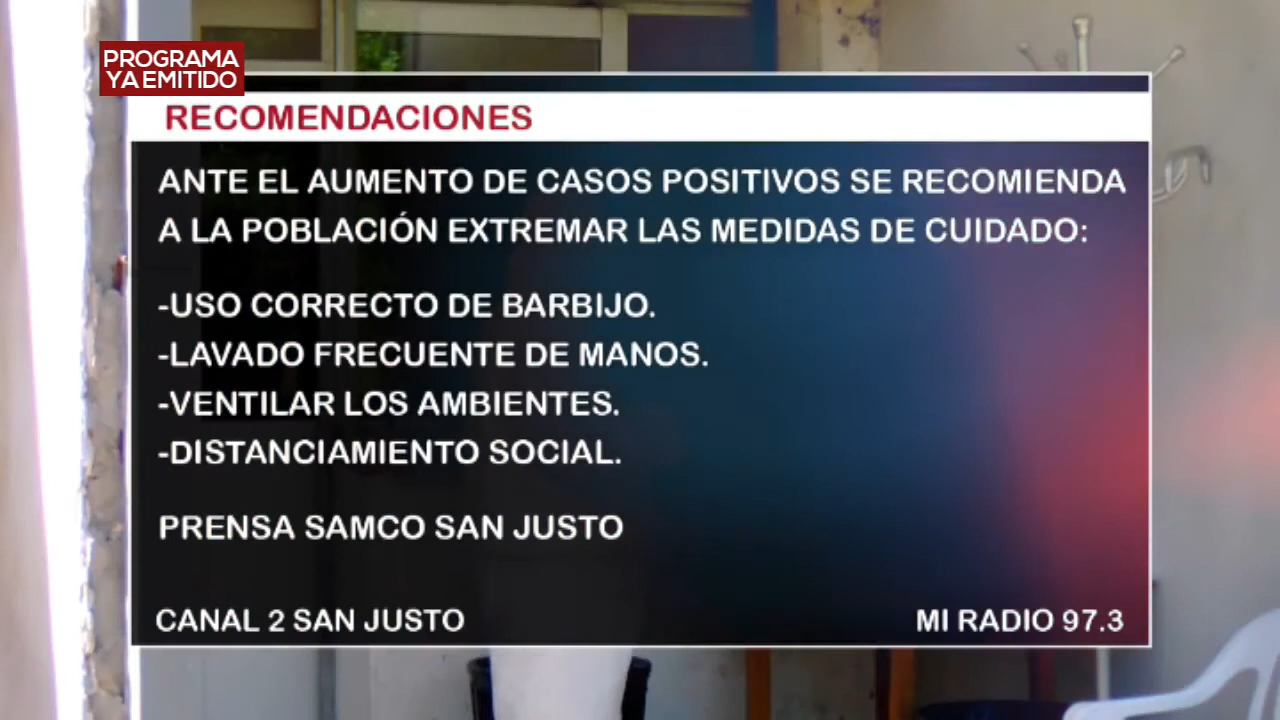 PROGRAMA
YA EMITIDO
RECOMENDACIONES
ANTE EL AUMENTO DE CASOS POSITIVOS SE RECOMIENDA
A LA POBLACIÓN EXTREMAR LAS MEDIDAS DE CUIDADO:
-USO CORRECTO DE BARBIJO.
-LAVADO FRECUENTE DE MANOS.
-VENTILAR LOS AMBIENTES.
-DISTANCIAMIENTO SOCIAL.
PRENSA SAMCO SAN JUSTO
CANAL 2 SAN JUSTO
MI RADIO 97.3